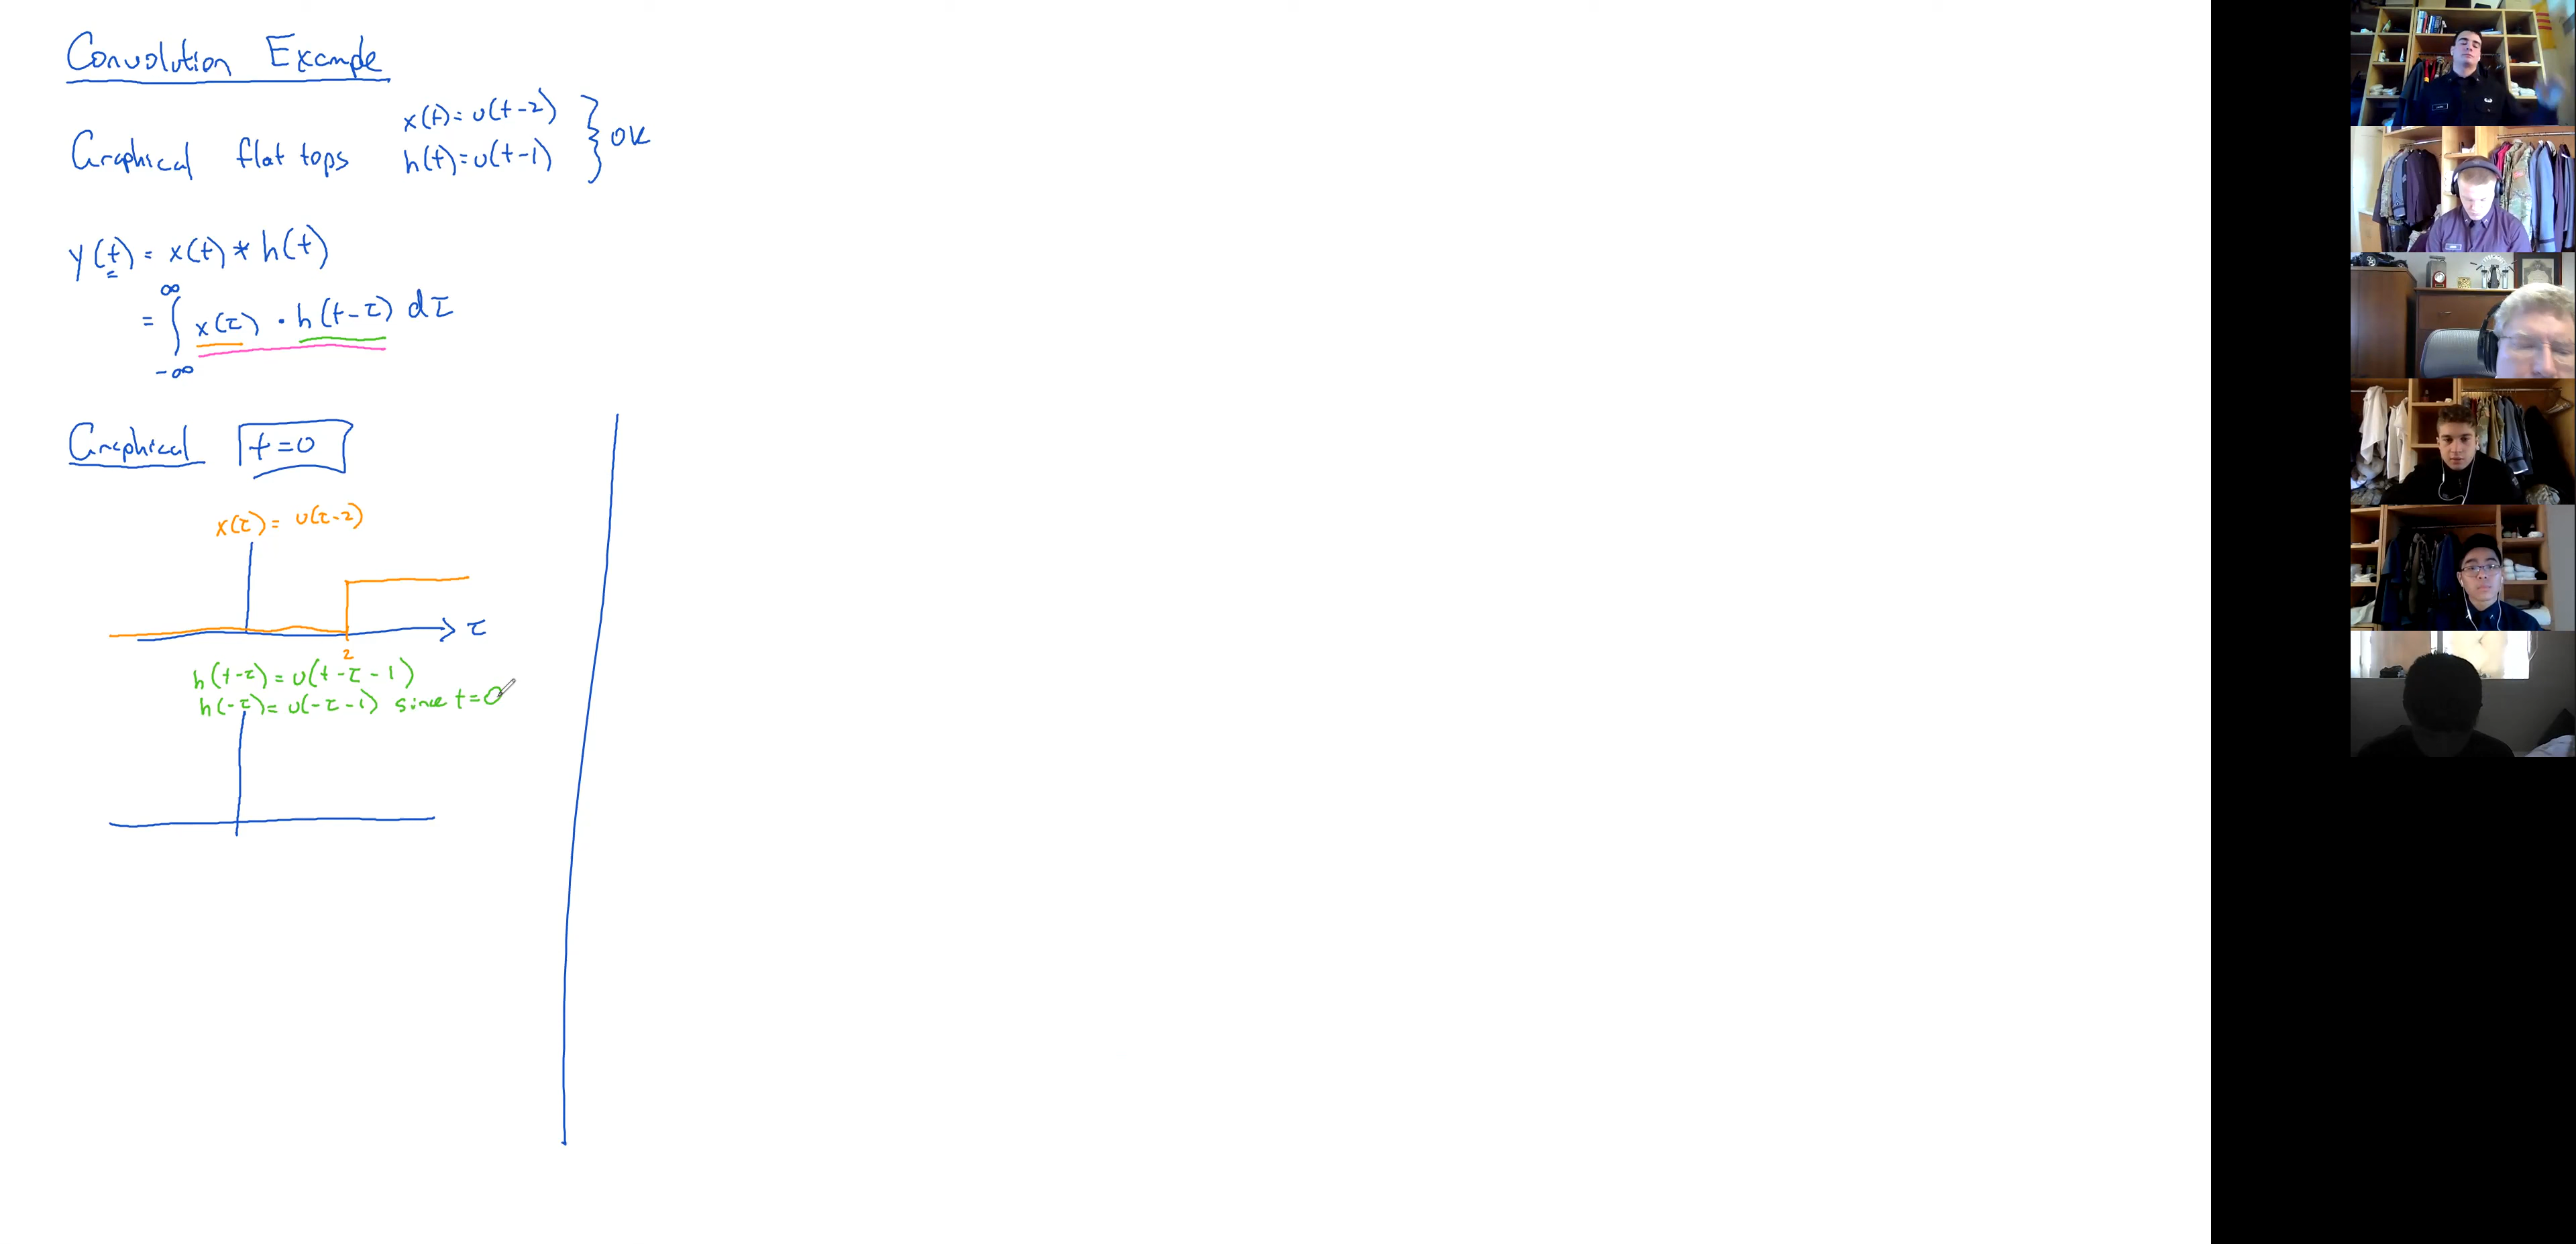 Convolution Example
x(t) = u(t-2)
Graphical flat tops h(t) = u(t-1) } OK
y(t) = x(t) * h(t)
= ∫_{-∞}^{∞} x(τ) · h(t-τ) dτ
Graphical t=0
x(τ) = u(τ-2)
τ
2
h(t-τ) = u(t-τ-1)
h(-τ) = u(-τ-1) since t=0